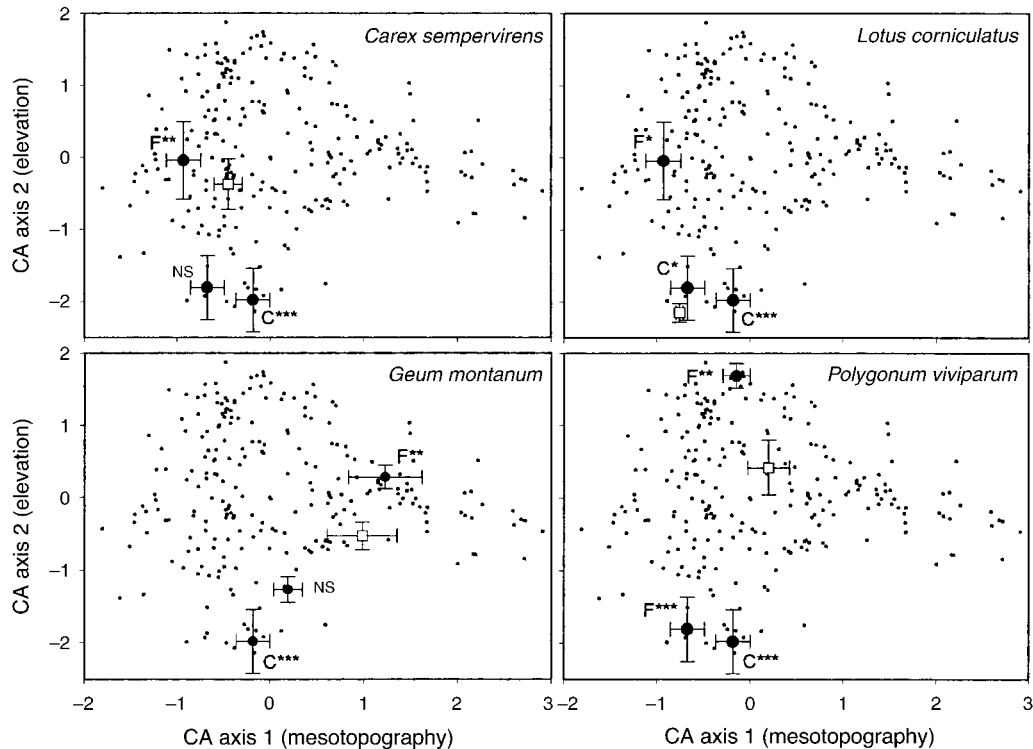 2
1
0
−1
−2
CA axis 2 (elevation)
Carex sempervirens
F**
NS
C***
Lotus corniculatus
F*
C*
C***
2
1
0
−1
−2
CA axis 2 (elevation)
Geum montanum
F**
NS
C***
Polygonum viviparum
F**
F***
C***
−2 −1 0 1 2 3
−2 −1 0 1 2 3
CA axis 1 (mesotopography)
CA axis 1 (mesotopography)